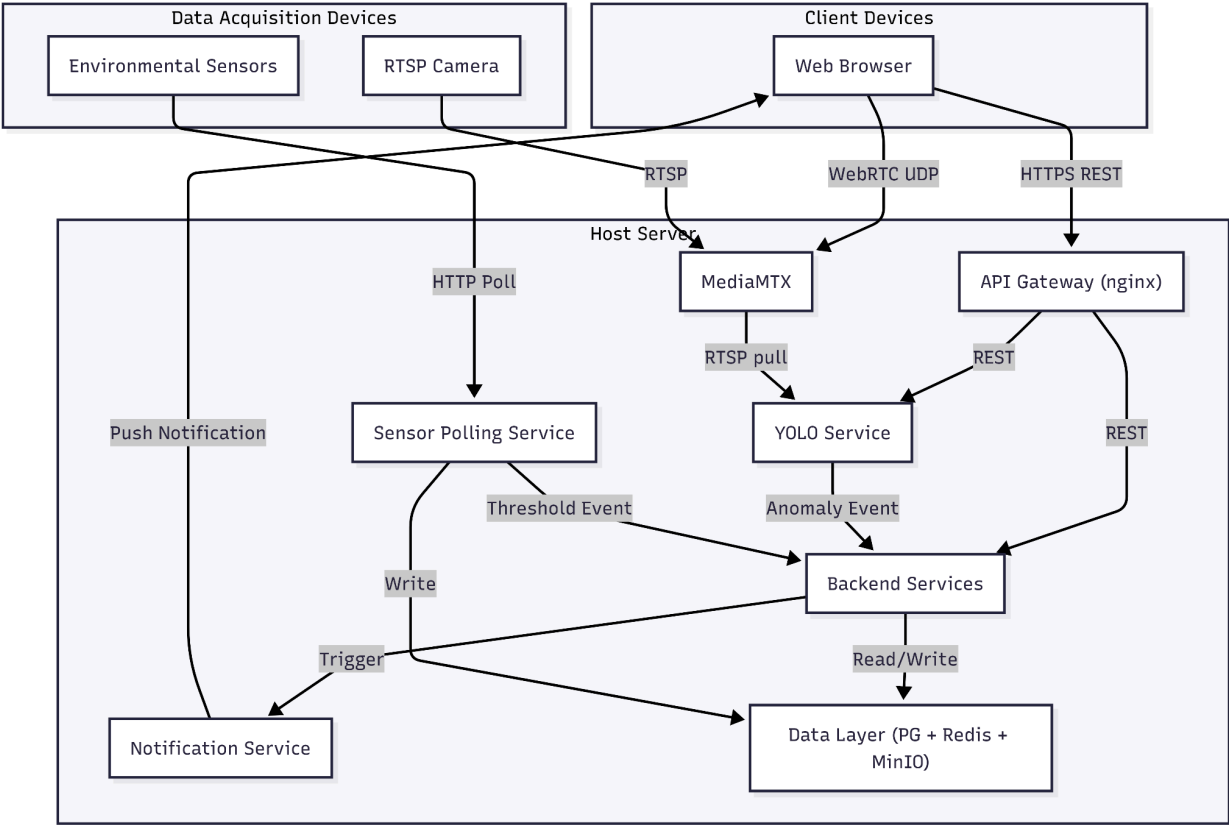 Data Acquisition Devices
Client Devices
Environmental Sensors
RTSP Camera
Web Browser
RTSP
WebRTC UDP
HTTPS REST
Host Server
HTTP Poll
MediaMTX
API Gateway (nginx)
RTSP pull
REST
Push Notification
Sensor Polling Service
YOLO Service
REST
Threshold Event
Anomaly Event
Write
Backend Services
Trigger
Read/Write
Notification Service
Data Layer (PG + Redis +
MinIO)